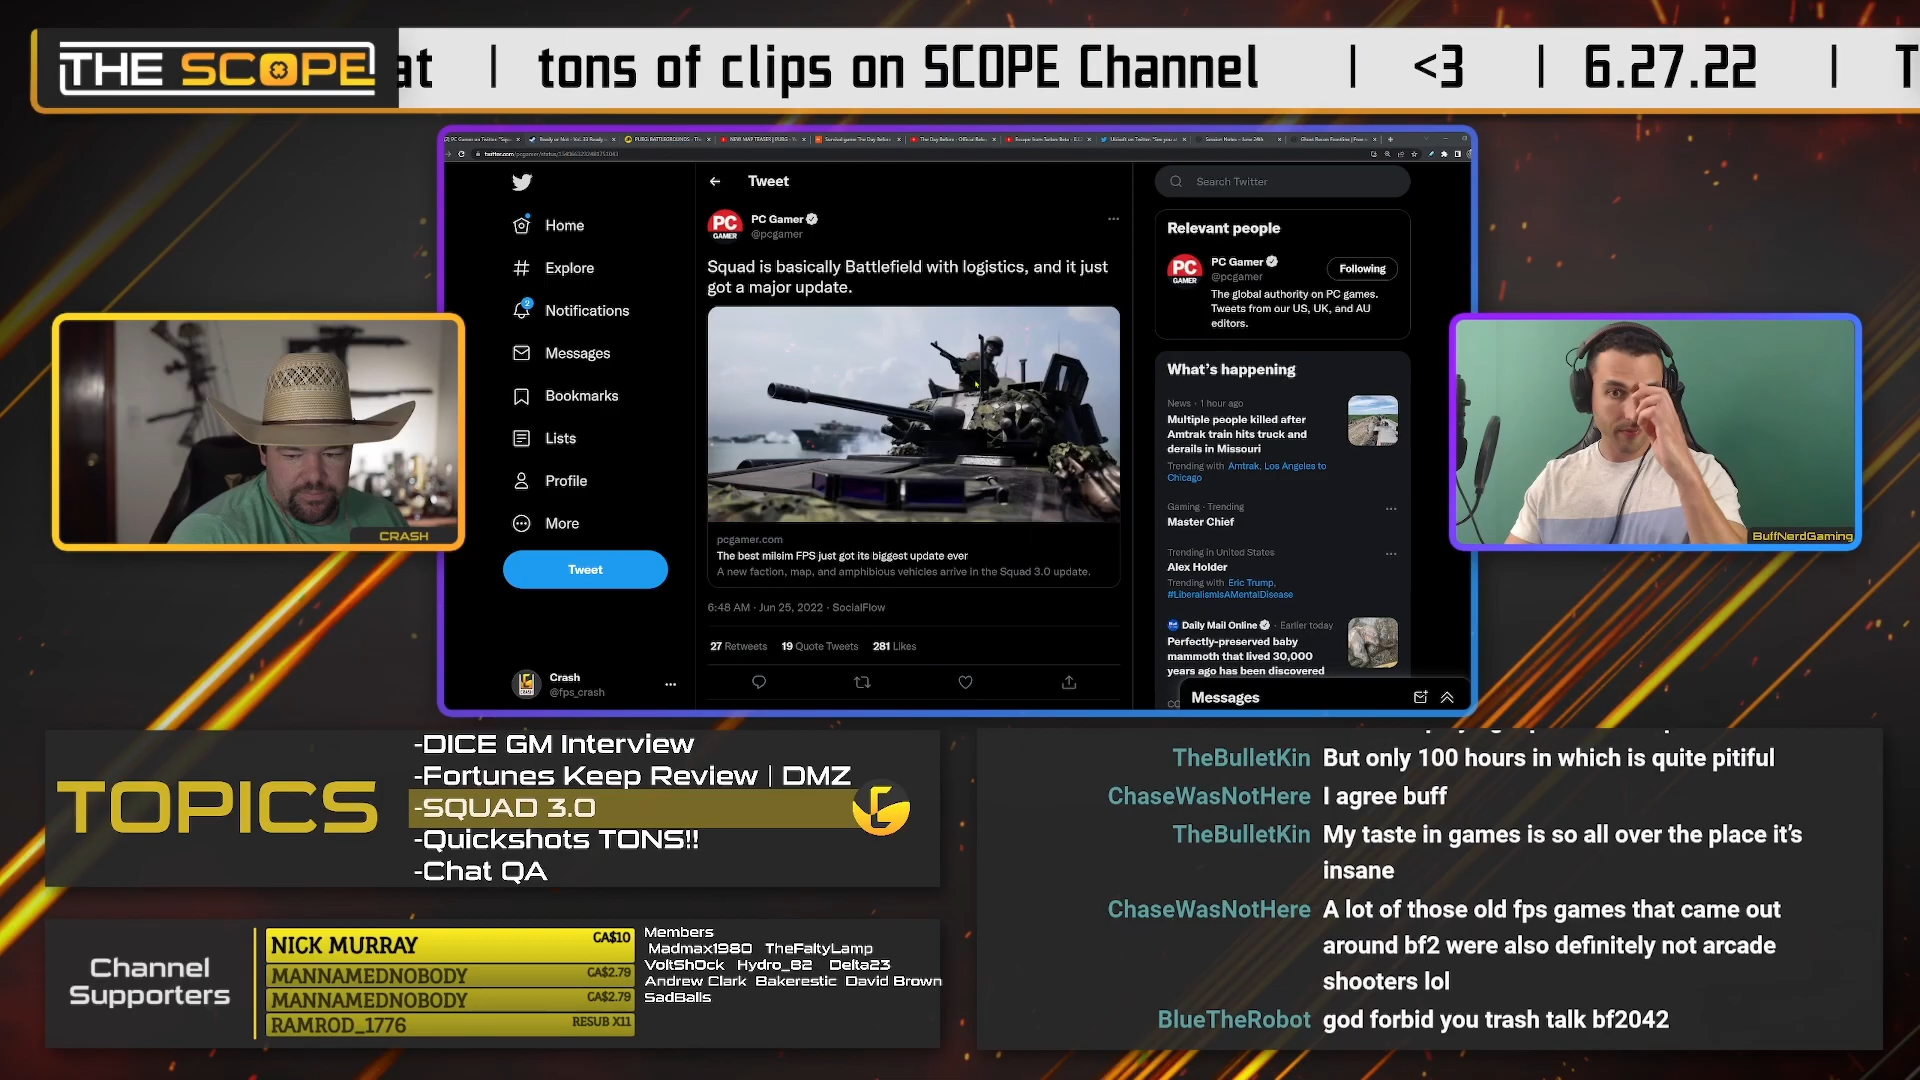 THE SCOPE
at | tons of clips on SCOPE Channel | <3 | 6.27.22 | T
Home
Explore
Notifications
2
Messages
Bookmarks
Lists
Profile
More
Tweet
Crash
@fps_crash
Tweet
PC GAMER
PC Gamer
@pcgamer
Squad is basically Battlefield with logistics, and it just
got a major update.
pcgamer.com
The best milsim FPS just got its biggest update ever
A new faction, map, and amphibious vehicles arrive in the Squad 3.0 update.
6:48 AM · Jun 25, 2022 · SocialFlow
27 Retweets 19 Quote Tweets 281 Likes
Search Twitter
Relevant people
PC GAMER
PC Gamer
@pcgamer
Following
The global authority on PC games.
Tweets from our US, UK, and AU
editors.
What's happening
News · 1 hour ago
Multiple people killed after
Amtrak train hits truck and
derails in Missouri
Trending with Amtrak, Los Angeles to
Chicago
Gaming · Trending
Master Chief
Trending in United States
Alex Holder
Trending with Eric Trump,
#LiberalismIsAMentalDisease
Daily Mail Online · Earlier today
Perfectly-preserved baby
mammoth that lived 30,000
years ago has been discovered
Messages
CRASH
BuffNerdGaming
TOPICS
-DICE GM Interview
-Fortunes Keep Review | DMZ
-SQUAD 3.0
-Quickshots TONS!!
-Chat QA
Channel
Supporters
NICK MURRAY CA$10
MANNAMEDNOBODY CA$2.79
MANNAMEDNOBODY CA$2.79
RAMROD_1776 RESUB X11
Members
Madmax1980 TheFaltyLamp
VoltSh0ck Hydro_82 Delta23
Andrew Clark Bakerestic David Brown
SadBalls
TheBulletKin But only 100 hours in which is quite pitiful
ChaseWasNotHere I agree buff
TheBulletKin My taste in games is so all over the place it's
insane
ChaseWasNotHere A lot of those old fps games that came out
around bf2 were also definitely not arcade
shooters lol
BlueTheRobot god forbid you trash talk bf2042